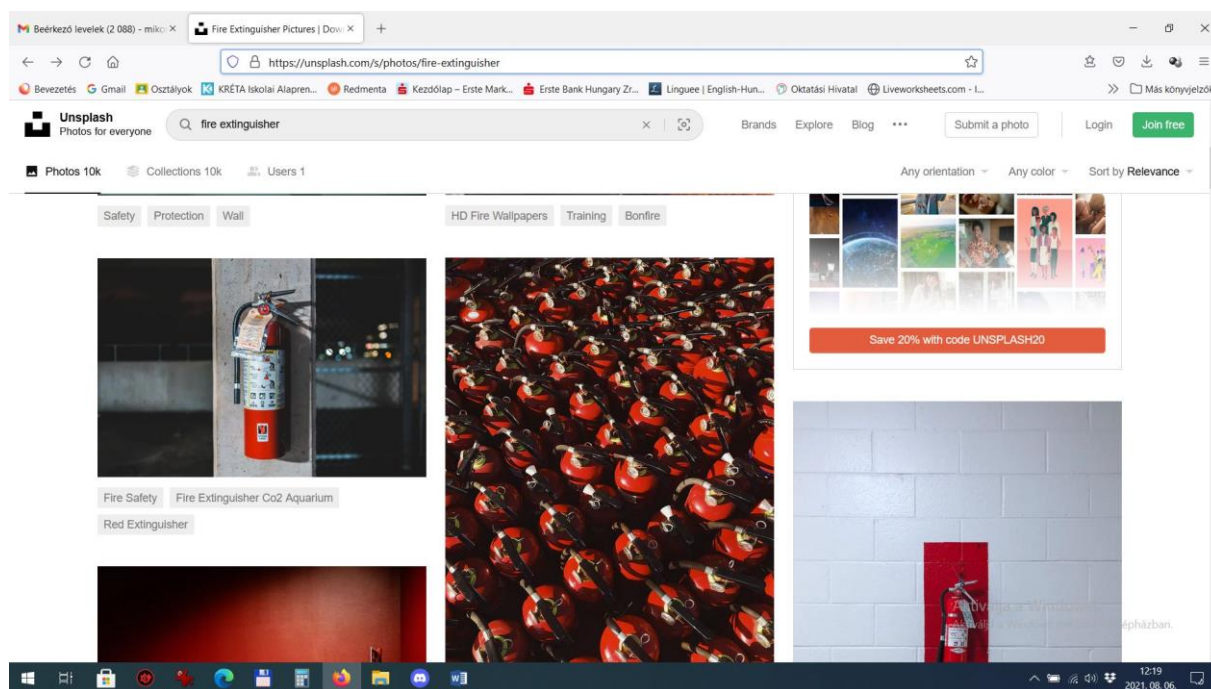 Beérkező levelek (2 088) - miko
Fire Extinguisher Pictures | Dow
https://unsplash.com/s/photos/fire-extinguisher
Bevezetés Gmail Osztályok KRÉTA Iskolai Alapren... Redmenta Kezdőlap – Erste Mark... Erste Bank Hungary Zr... Linguee | English-Hun... Oktatási Hivatal Liveworksheets.com - I... Más könyvjelzők
Unsplash
Photos for everyone
fire extinguisher
Brands Explore Blog ••• Submit a photo Login Join free
Photos 10k Collections 10k Users 1 Any orientation Any color Sort by Relevance
Safety Protection Wall
HD Fire Wallpapers Training Bonfire
Save 20% with code UNSPLASH20
Fire Safety Fire Extinguisher Co2 Aquarium
Red Extinguisher
Aktiválja a Windows
12:19
2021. 08. 06.